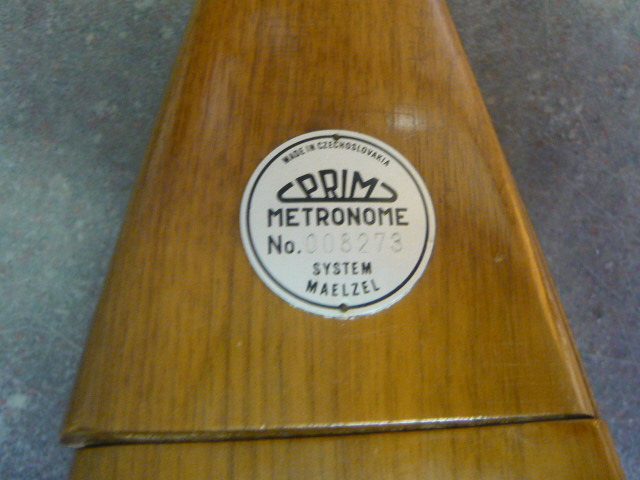 MADE IN CZECHOSLOVAKIA
PRIM
METRONOME
No. 008273
SYSTEM
MAELZEL